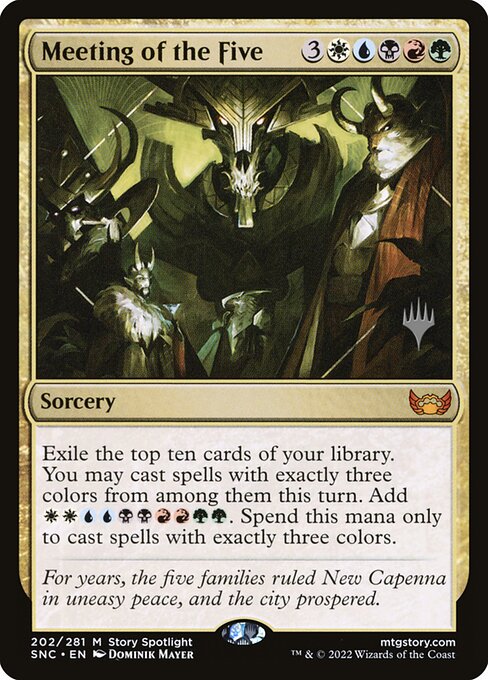 Meeting of the Five 3
Sorcery
Exile the top ten cards of your library.
You may cast spells with exactly three
colors from among them this turn. Add
. Spend this mana only
to cast spells with exactly three colors.
For years, the five families ruled New Capenna
in uneasy peace, and the city prospered.
202/281 M Story Spotlight
SNC • EN Dominik Mayer
mtgstory.com
™ & © 2022 Wizards of the Coast